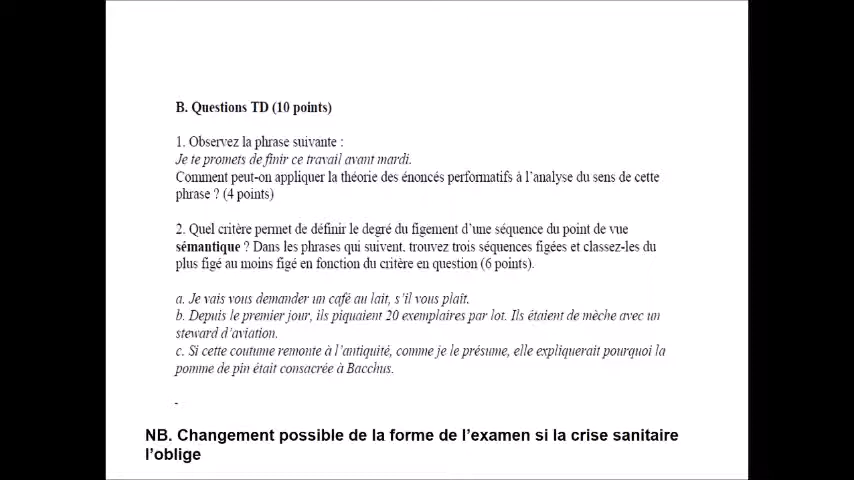 B. Questions TD (10 points)
1. Observez la phrase suivante :
Je te promets de finir ce travail avant mardi.
Comment peut-on appliquer la théorie des énoncés performatifs à l'analyse du sens de cette
phrase ? (4 points)
2. Quel critère permet de définir le degré du figement d'une séquence du point de vue
sémantique ? Dans les phrases qui suivent, trouvez trois séquences figées et classez-les du
plus figé au moins figé en fonction du critère en question (6 points).
a. Je vais vous demander un café au lait, s'il vous plaît.
b. Depuis le premier jour, ils piquaient 20 exemplaires par lot. Ils étaient de mèche avec un
steward d'aviation.
c. Si cette coutume remonte à l'antiquité, comme je le présume, elle expliquerait pourquoi la
pomme de pin était consacrée à Bacchus.
-
NB. Changement possible de la forme de l'examen si la crise sanitaire
l'oblige